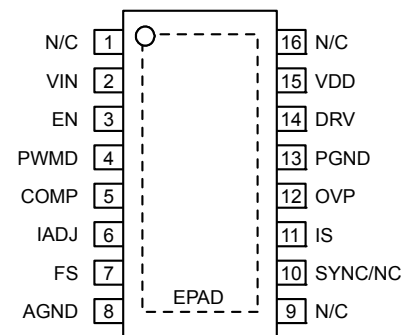 N/C 1 16 N/C
VIN 2 15 VDD
EN 3 14 DRV
PWMD 4 13 PGND
COMP 5 12 OVP
IADJ 6 11 IS
FS 7 10 SYNC/NC
AGND 8 EPAD 9 N/C